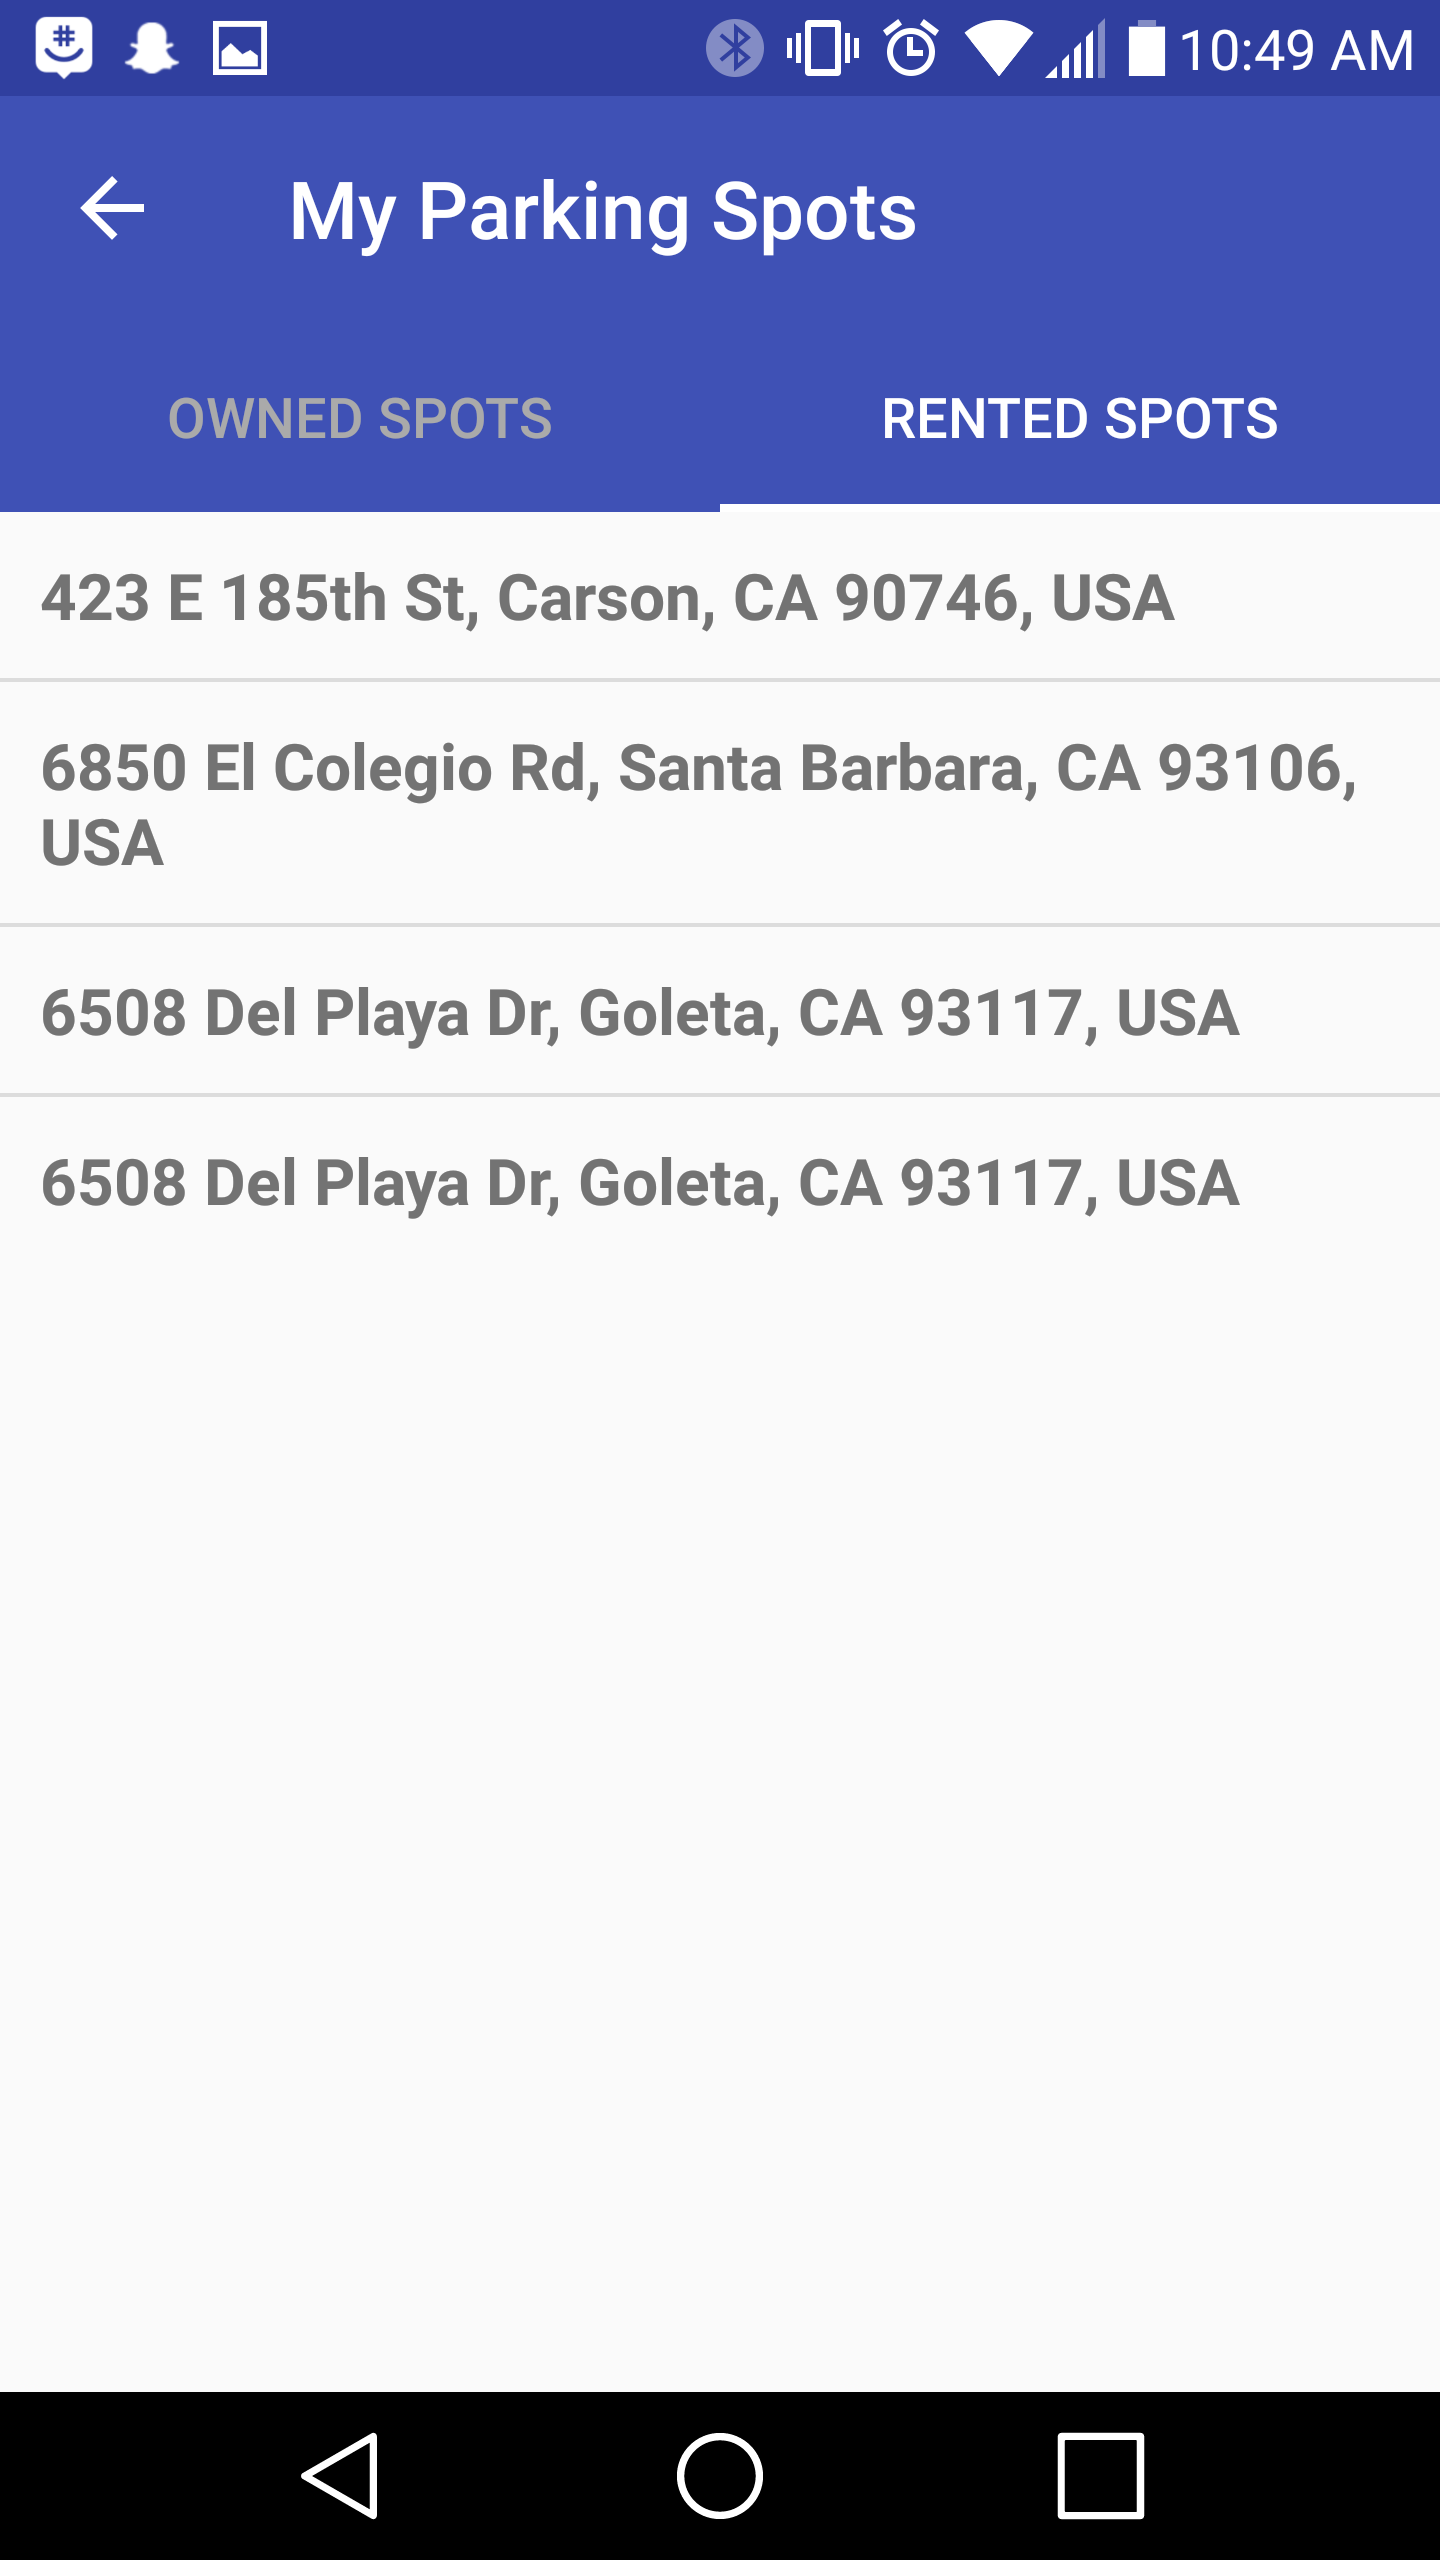 10:49 AM
My Parking Spots
OWNED SPOTS
RENTED SPOTS
423 E 185th St, Carson, CA 90746, USA
6850 El Colegio Rd, Santa Barbara, CA 93106,
USA
6508 Del Playa Dr, Goleta, CA 93117, USA
6508 Del Playa Dr, Goleta, CA 93117, USA